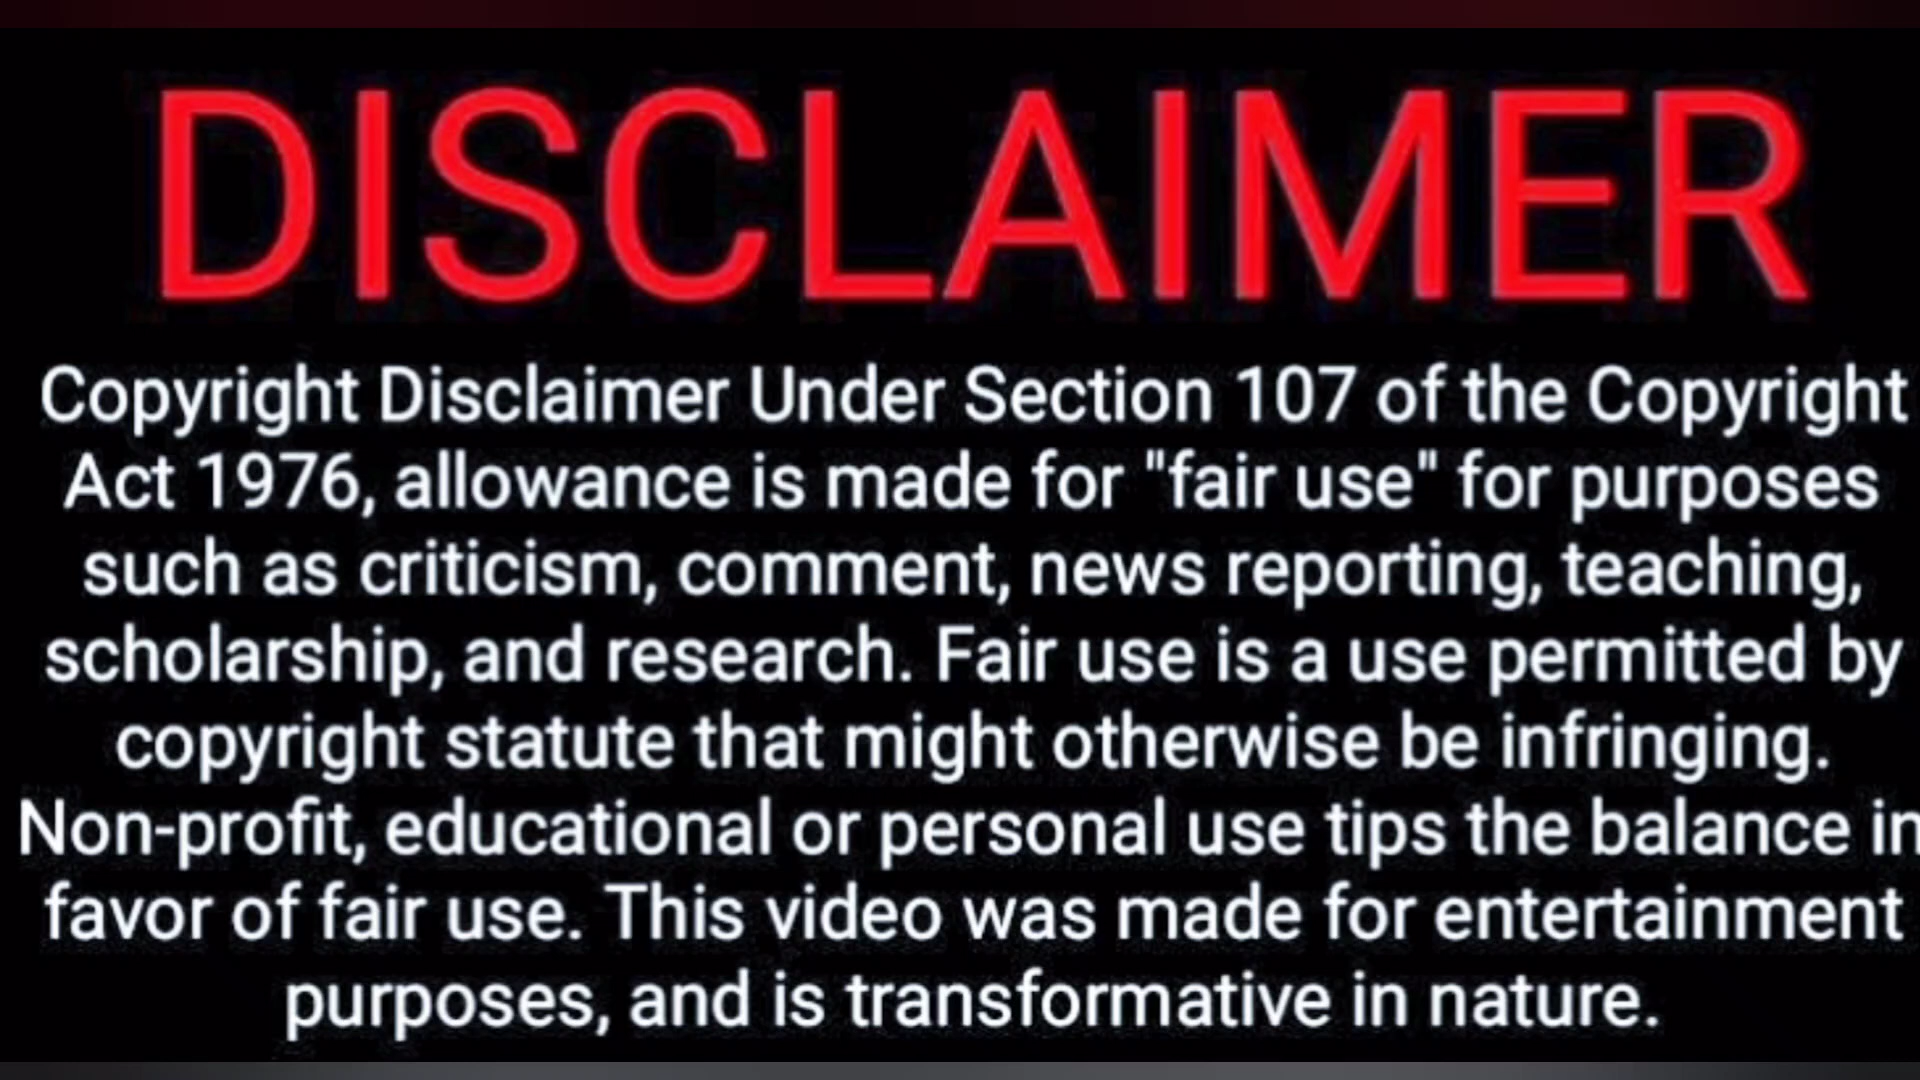 DISCLAIMER
Copyright Disclaimer Under Section 107 of the Copyright
Act 1976, allowance is made for "fair use" for purposes
such as criticism, comment, news reporting, teaching,
scholarship, and research. Fair use is a use permitted by
copyright statute that might otherwise be infringing.
Non-profit, educational or personal use tips the balance in
favor of fair use. This video was made for entertainment
purposes, and is transformative in nature.